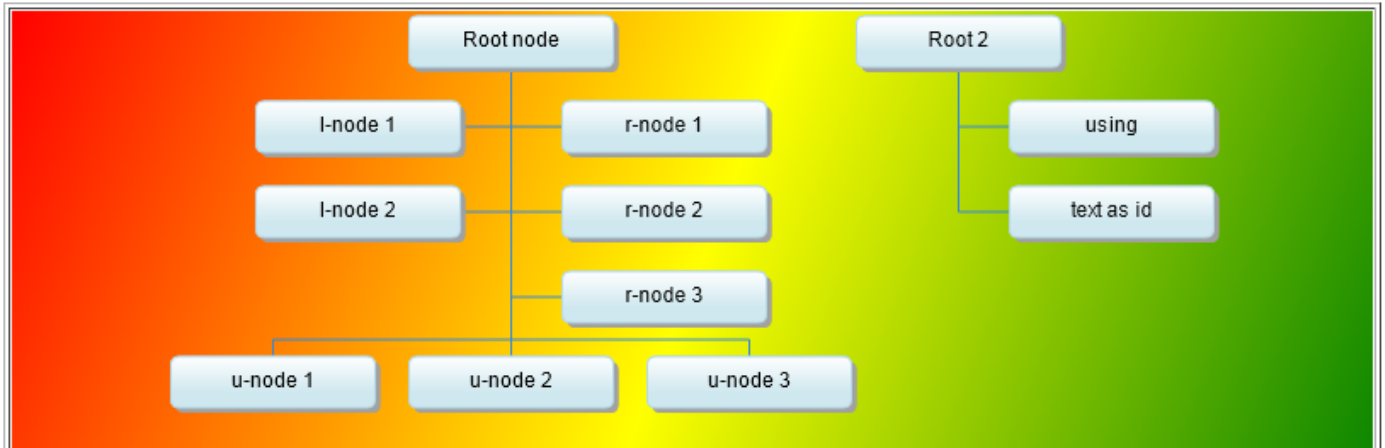 Root node
Root 2
l-node 1
r-node 1
using
l-node 2
r-node 2
text as id
r-node 3
u-node 1
u-node 2
u-node 3